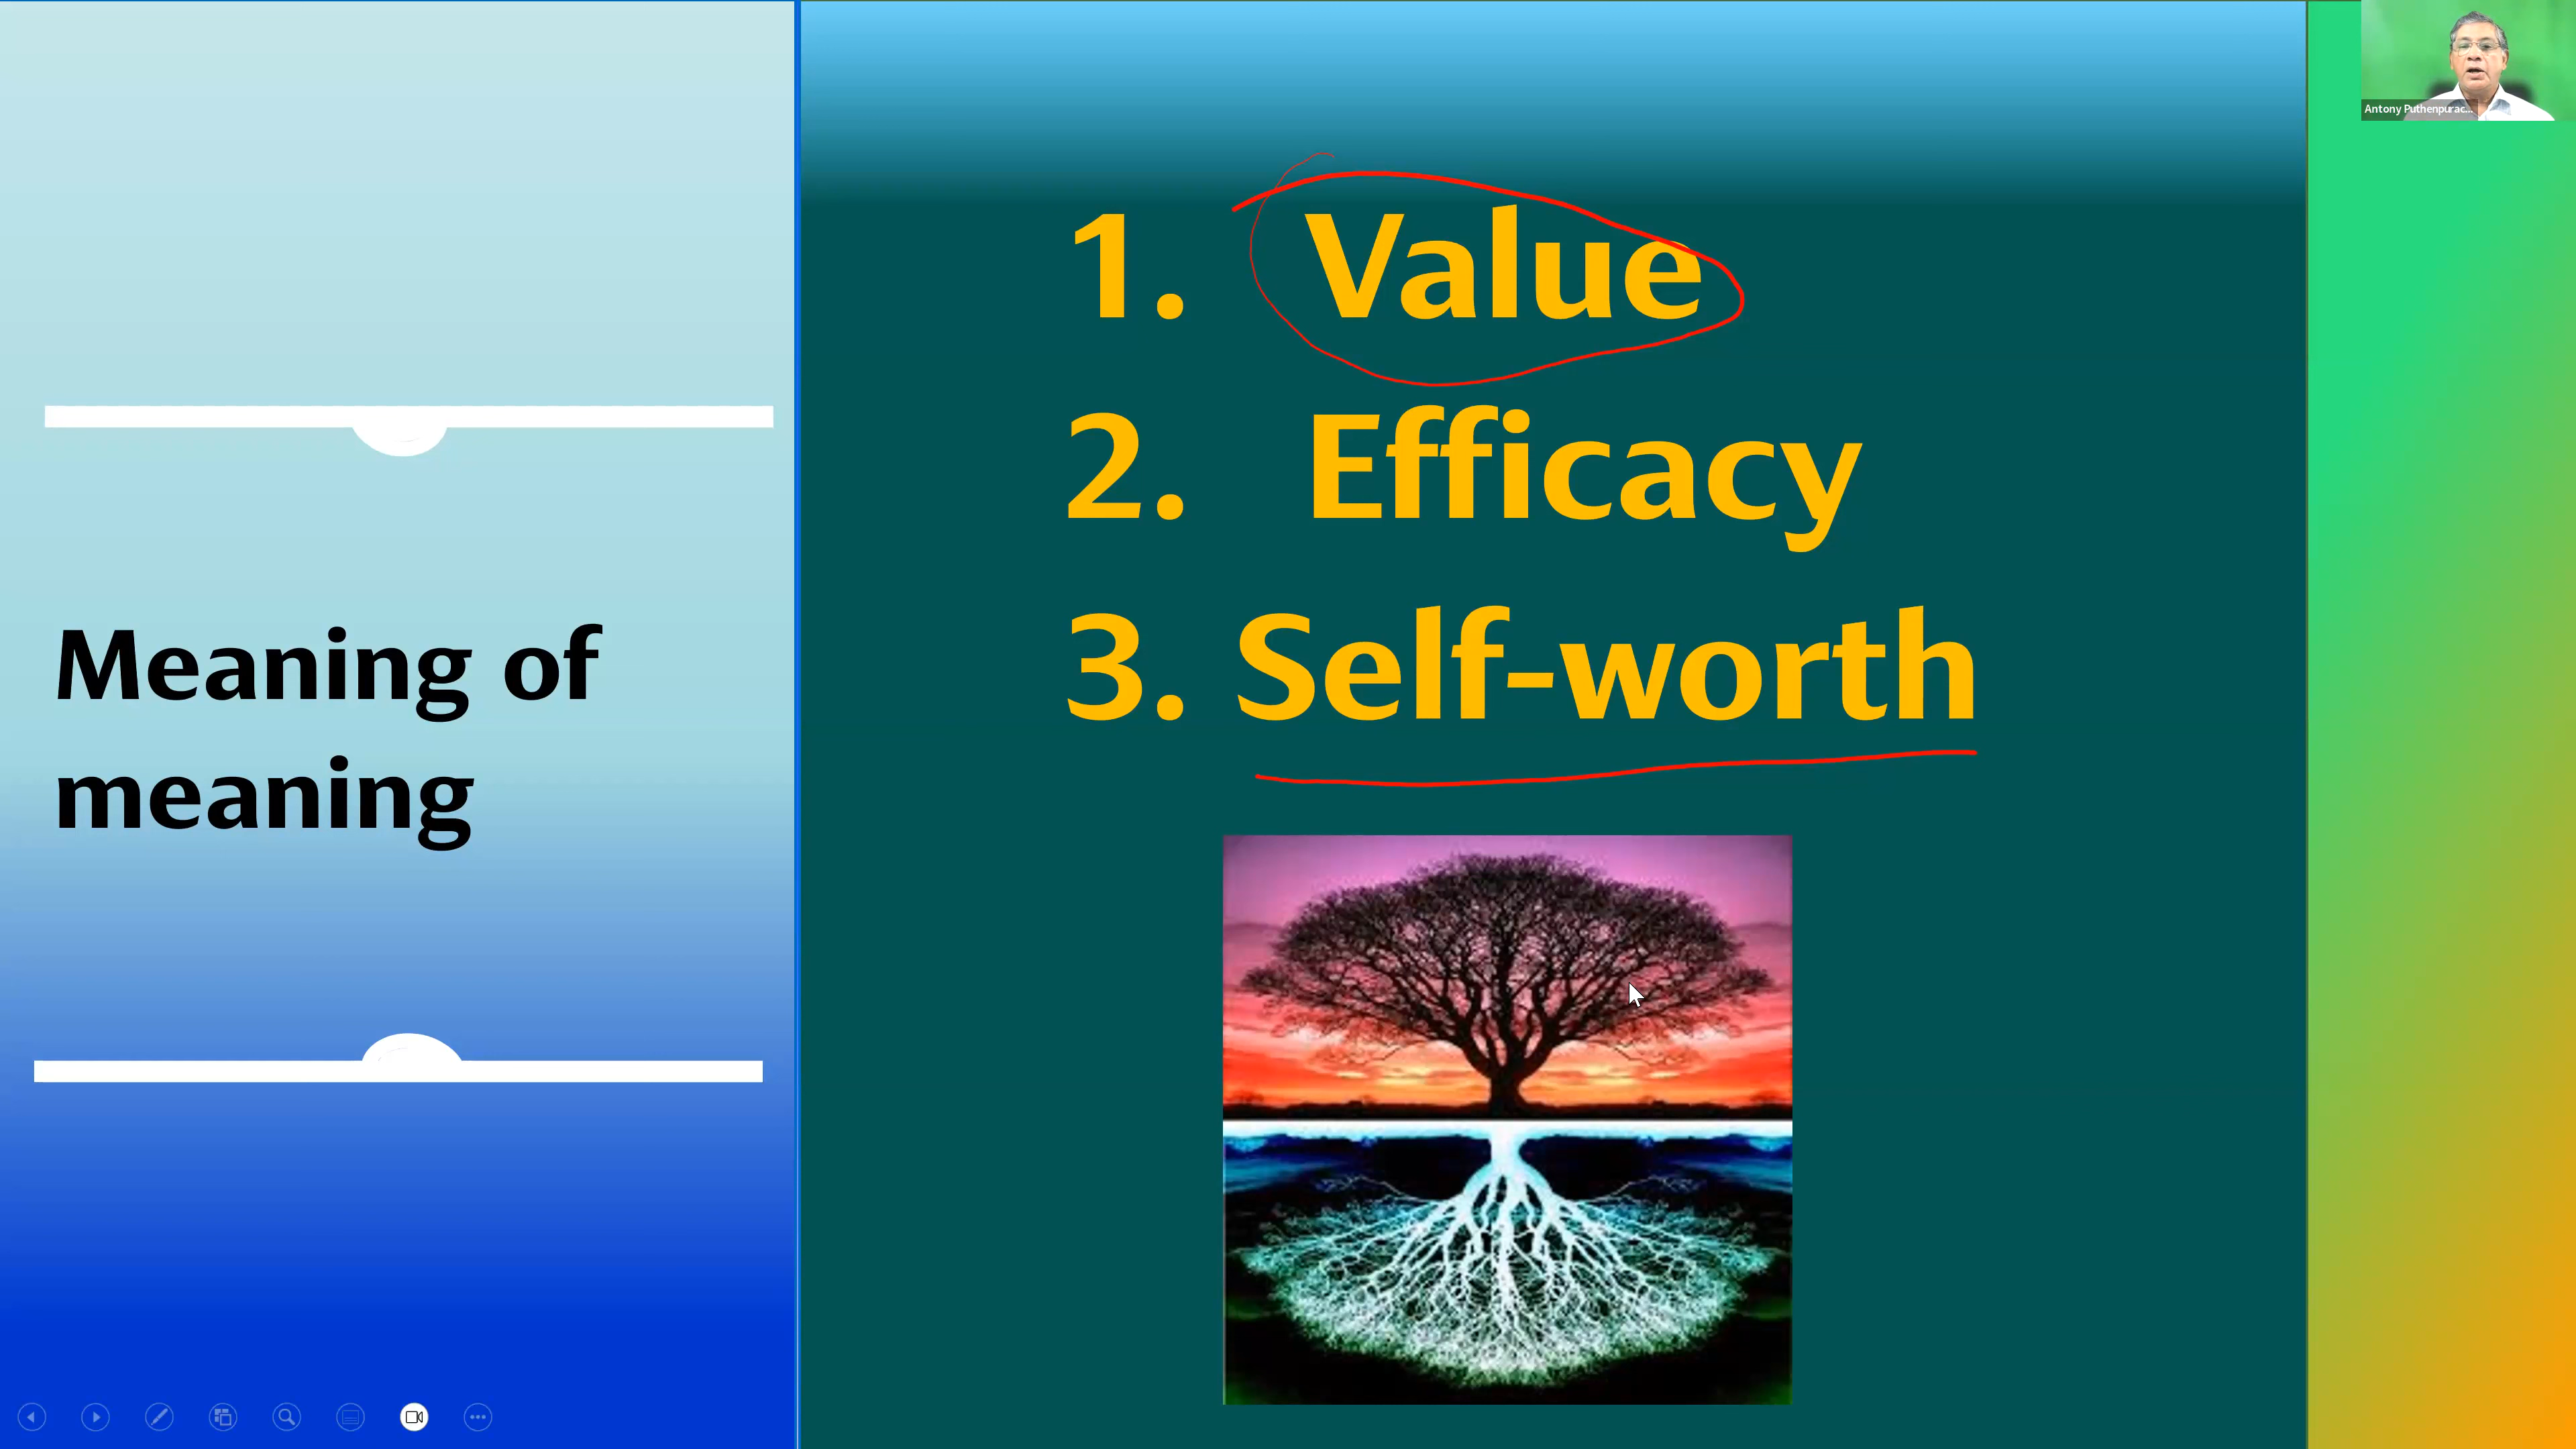 Meaning of
meaning
1. Value
2. Efficacy
3. Self-worth
Antony Puthenpurac...